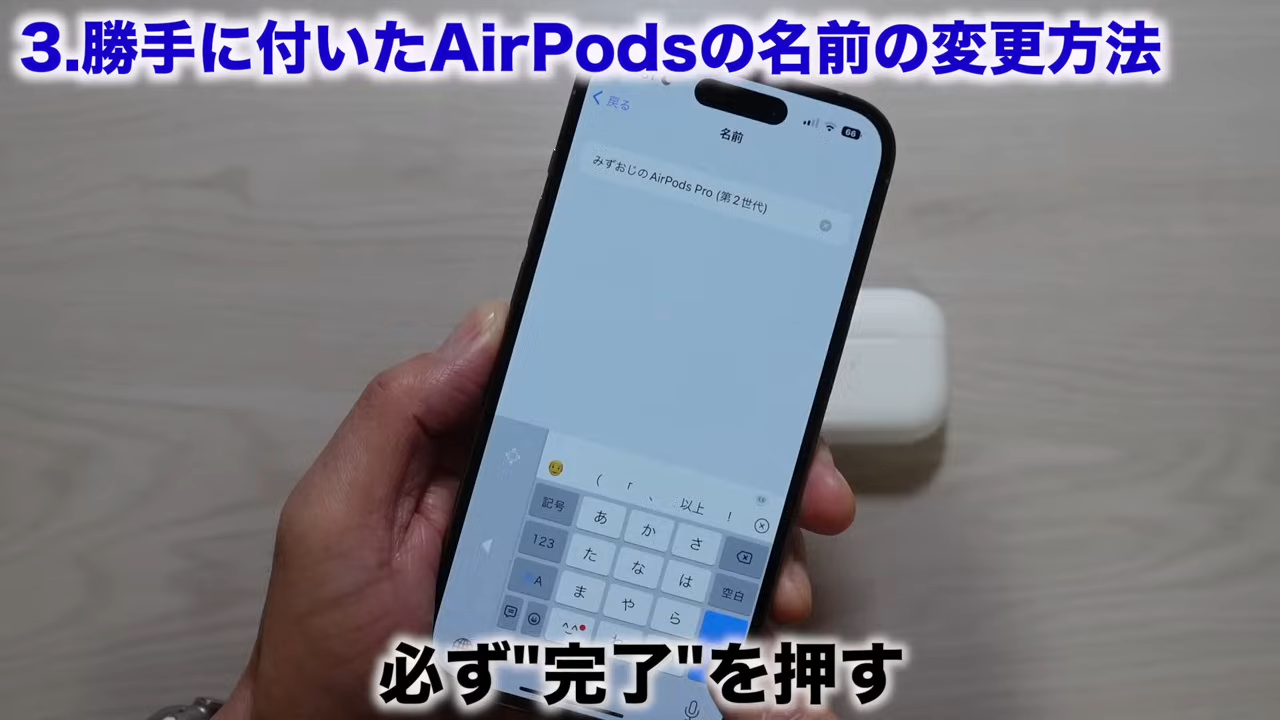 3.勝手に付いたAirPodsの名前の変更方法
戻る
66
名前
みずおじのAirPods Pro (第2世代)
( 「 、 以上 !
記号 あ か さ
123 た な は 空白
A ま や ら
^_^
必ず"完了"を押す